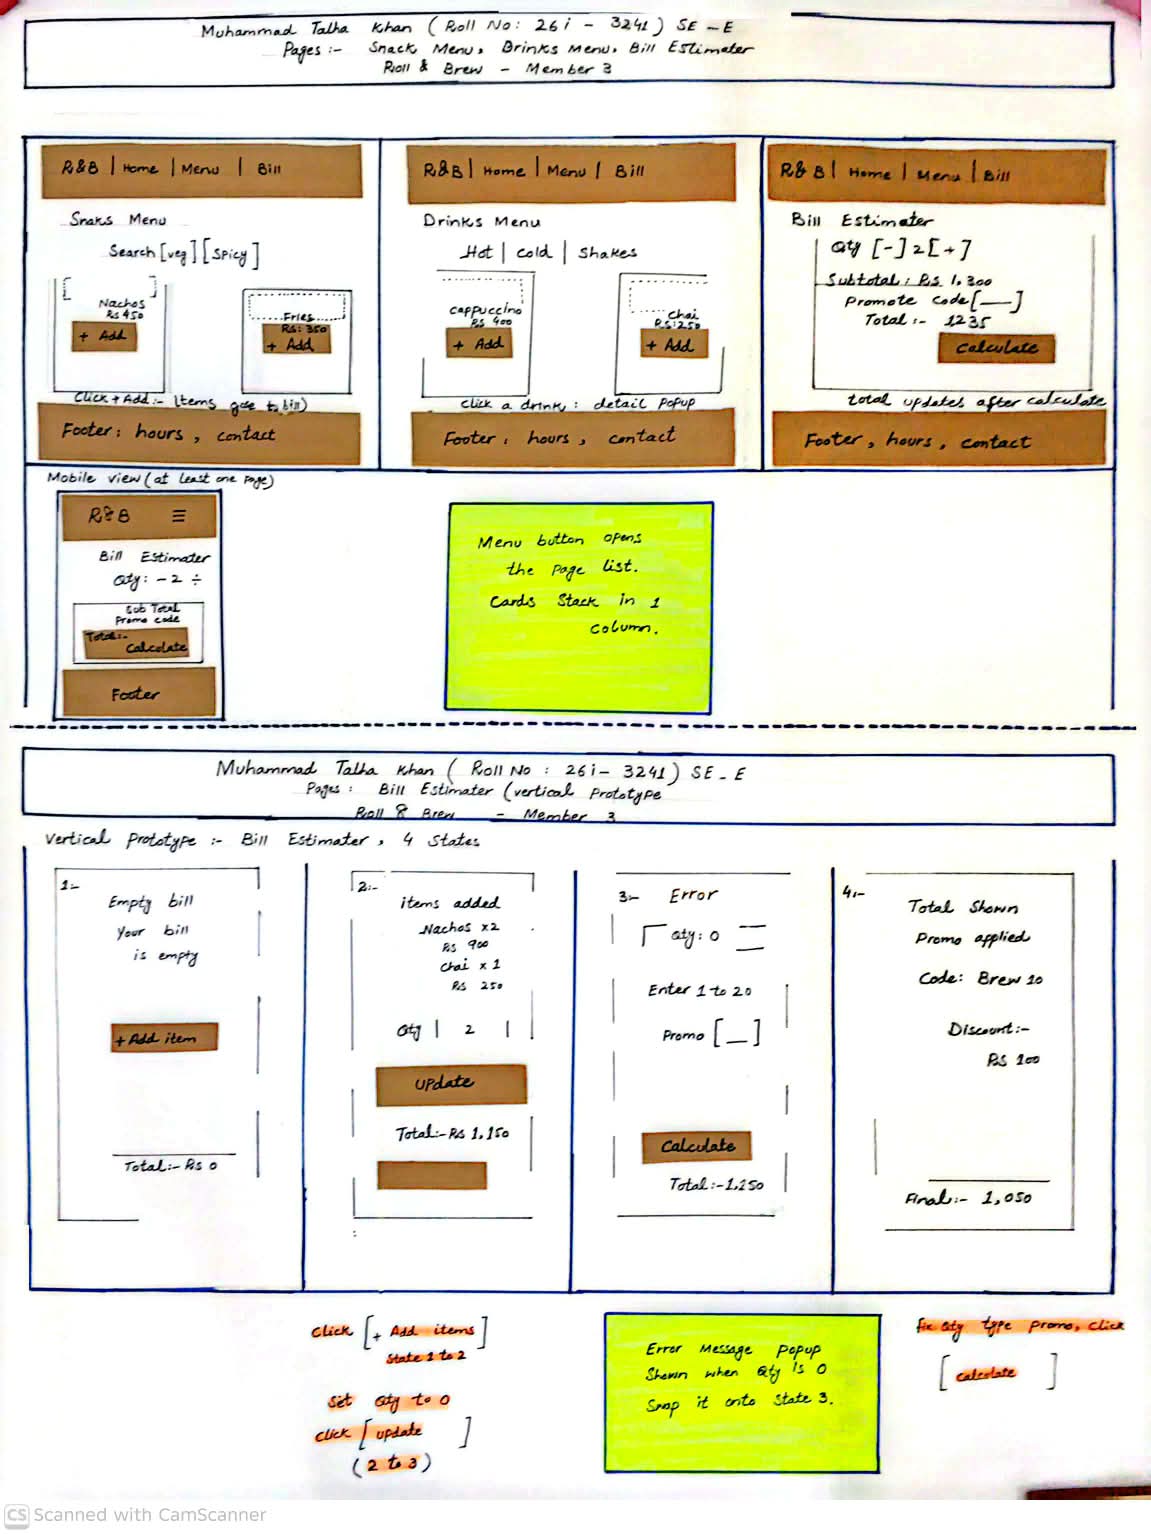 Muhammad Talha Khan ( Roll No: 26i - 3241) SE - E
Pages :- Snack Menu, Drinks Menu, Bill Estimater
Roll & Brew - Member 3
R&B | Home | Menu | Bill
Snaks Menu
Search [veg] [spicy]
Nachos
Rs 450
+ Add
Fries
Rs: 350
+ Add
Click + Add :- Items goe to bill)
Footer: hours, contact
R&B | Home | Menu | Bill
Drinks Menu
Hot | cold | Shakes
cappuccino
Rs 400
+ Add
chai
Rs: 250
+ Add
click a drink : detail popup
Footer : hours, contact
R&B | Home | Menu | Bill
Bill Estimater
Qty [-] 2 [+]
Subtotal : Rs 1,300
Promote code [__]
Total :- 1235
Calculate
total updates after calculate
Footer, hours, contact
Mobile view (at least one page)
R&B ☰
Bill Estimater
Qty: - 2 ÷
Sub Total
Promo code
Total:-
Calcolate
Footer
Menu button opens
the page list.
Cards Stack in 1
column.
Muhammad Talha Khan ( Roll No : 26i - 3241) SE - E
Pages : Bill Estimater (vertical Prototype
Roll & Brew - Member 3
Vertical Prototype :- Bill Estimater, 4 States
1:-
Empty bill
Your bill
is empty
+ Add item
Total:- Rs 0
2:-
items added
Nachos x2
Rs 900
Chai x 1
Rs 250
Qty | 2 |
Update
Total:- Rs 1,150
3:- Error
Qty: 0
Enter 1 to 20
Promo [__]
Calculate
Total:- 1,250
4:-
Total Shown
Promo applied
Code: Brew 10
Discount:-
Rs 100
Final:- 1,050
Click [+ Add items]
State 1 to 2
Set Qty to 0
Click [update ]
(2 to 3)
Error Message popup
Shown when Qty is 0
Snap it onto State 3.
fix Qty type promo, click
[calculate]
CS Scanned with CamScanner